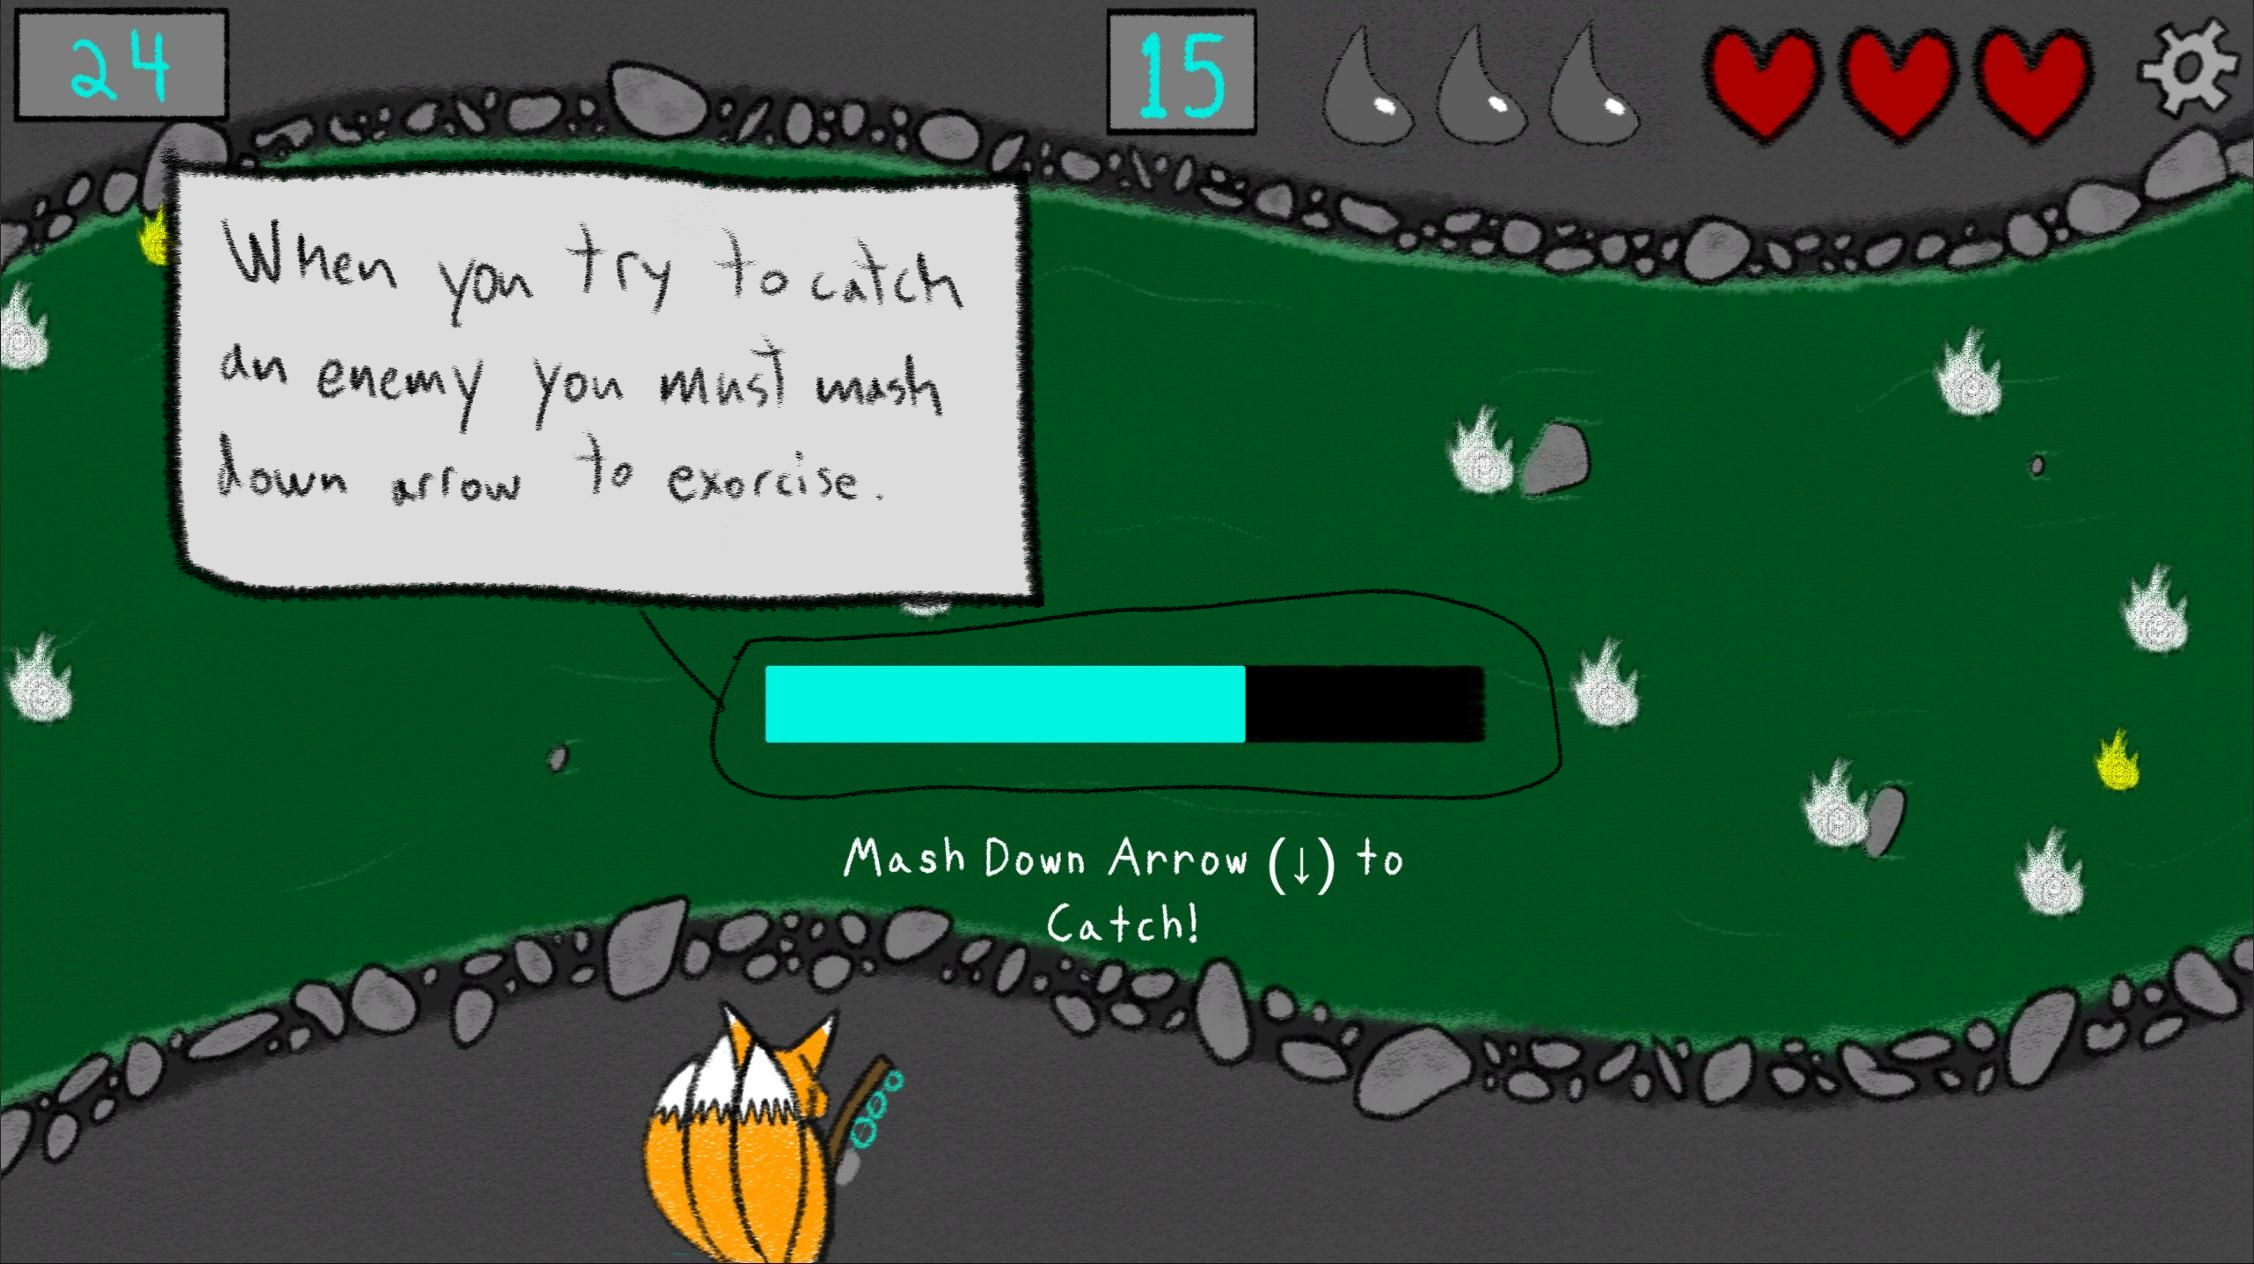 24
15
When you try to catch
an enemy you must mash
down arrow to exorcise.
Mash Down Arrow (↓) to
Catch!